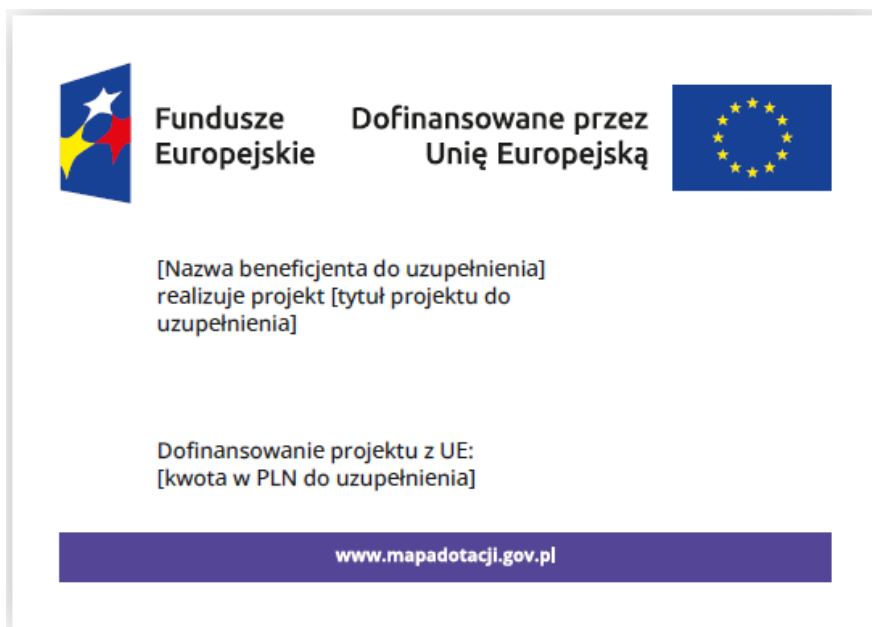 Fundusze
Europejskie
Dofinansowane przez
Unię Europejską
[Nazwa beneficjenta do uzupełnienia]
realizuje projekt [tytuł projektu do
uzupełnienia]
Dofinansowanie projektu z UE:
[kwota w PLN do uzupełnienia]
www.mapadotacji.gov.pl